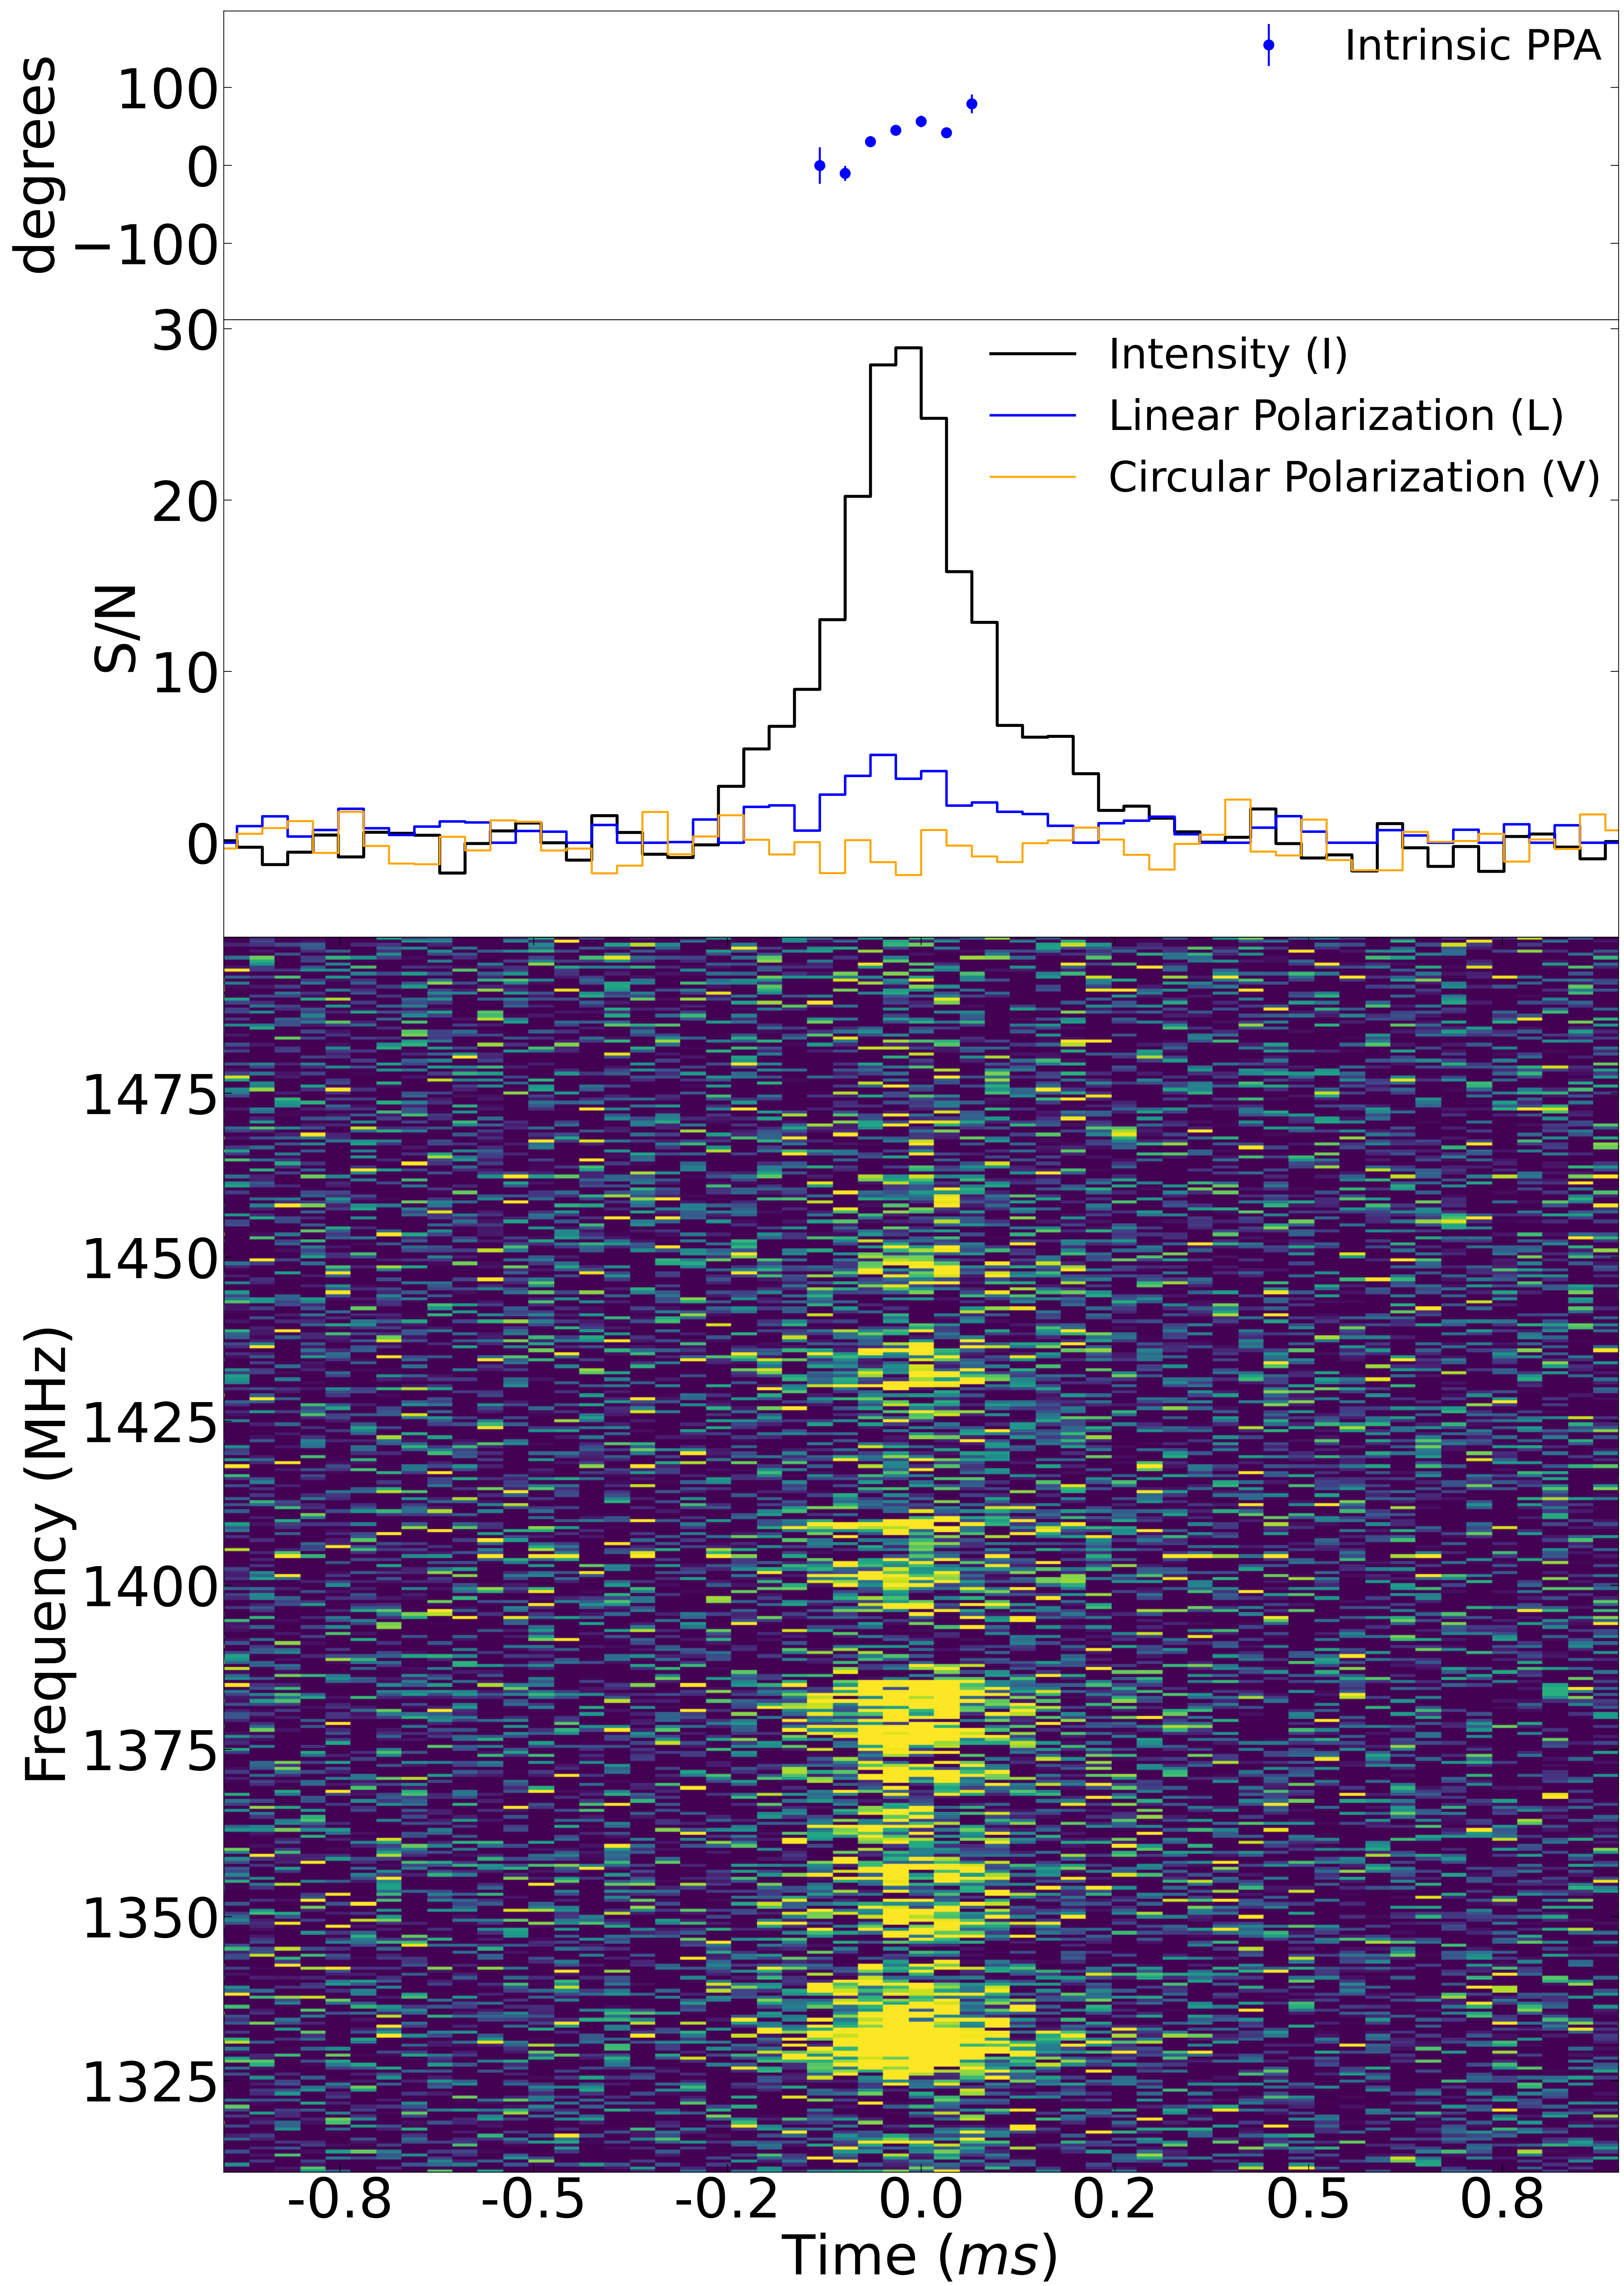 degrees
100
0
−100
Intrinsic PPA
S/N
30
20
10
0
Intensity (I)
Linear Polarization (L)
Circular Polarization (V)
Frequency (MHz)
1475
1450
1425
1400
1375
1350
1325
-0.8 -0.5 -0.2 0.0 0.2 0.5 0.8
Time (ms)